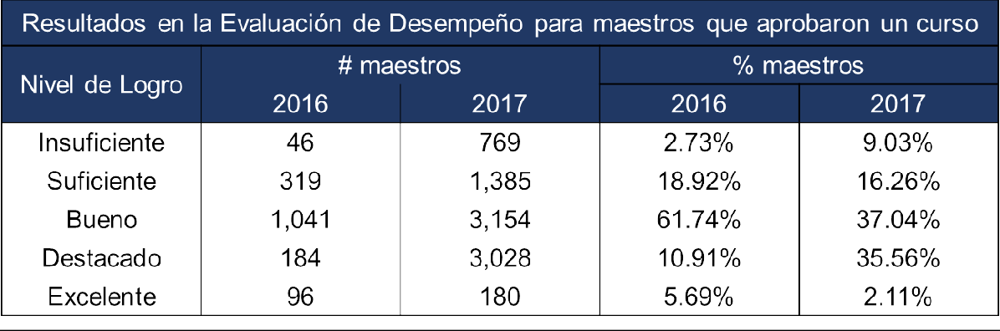 Resultados en la Evaluación de Desempeño para maestros que aprobaron un curso
Nivel de Logro # maestros % maestros
2016 2017 2016 2017
Insuficiente 46 769 2.73% 9.03%
Suficiente 319 1,385 18.92% 16.26%
Bueno 1,041 3,154 61.74% 37.04%
Destacado 184 3,028 10.91% 35.56%
Excelente 96 180 5.69% 2.11%